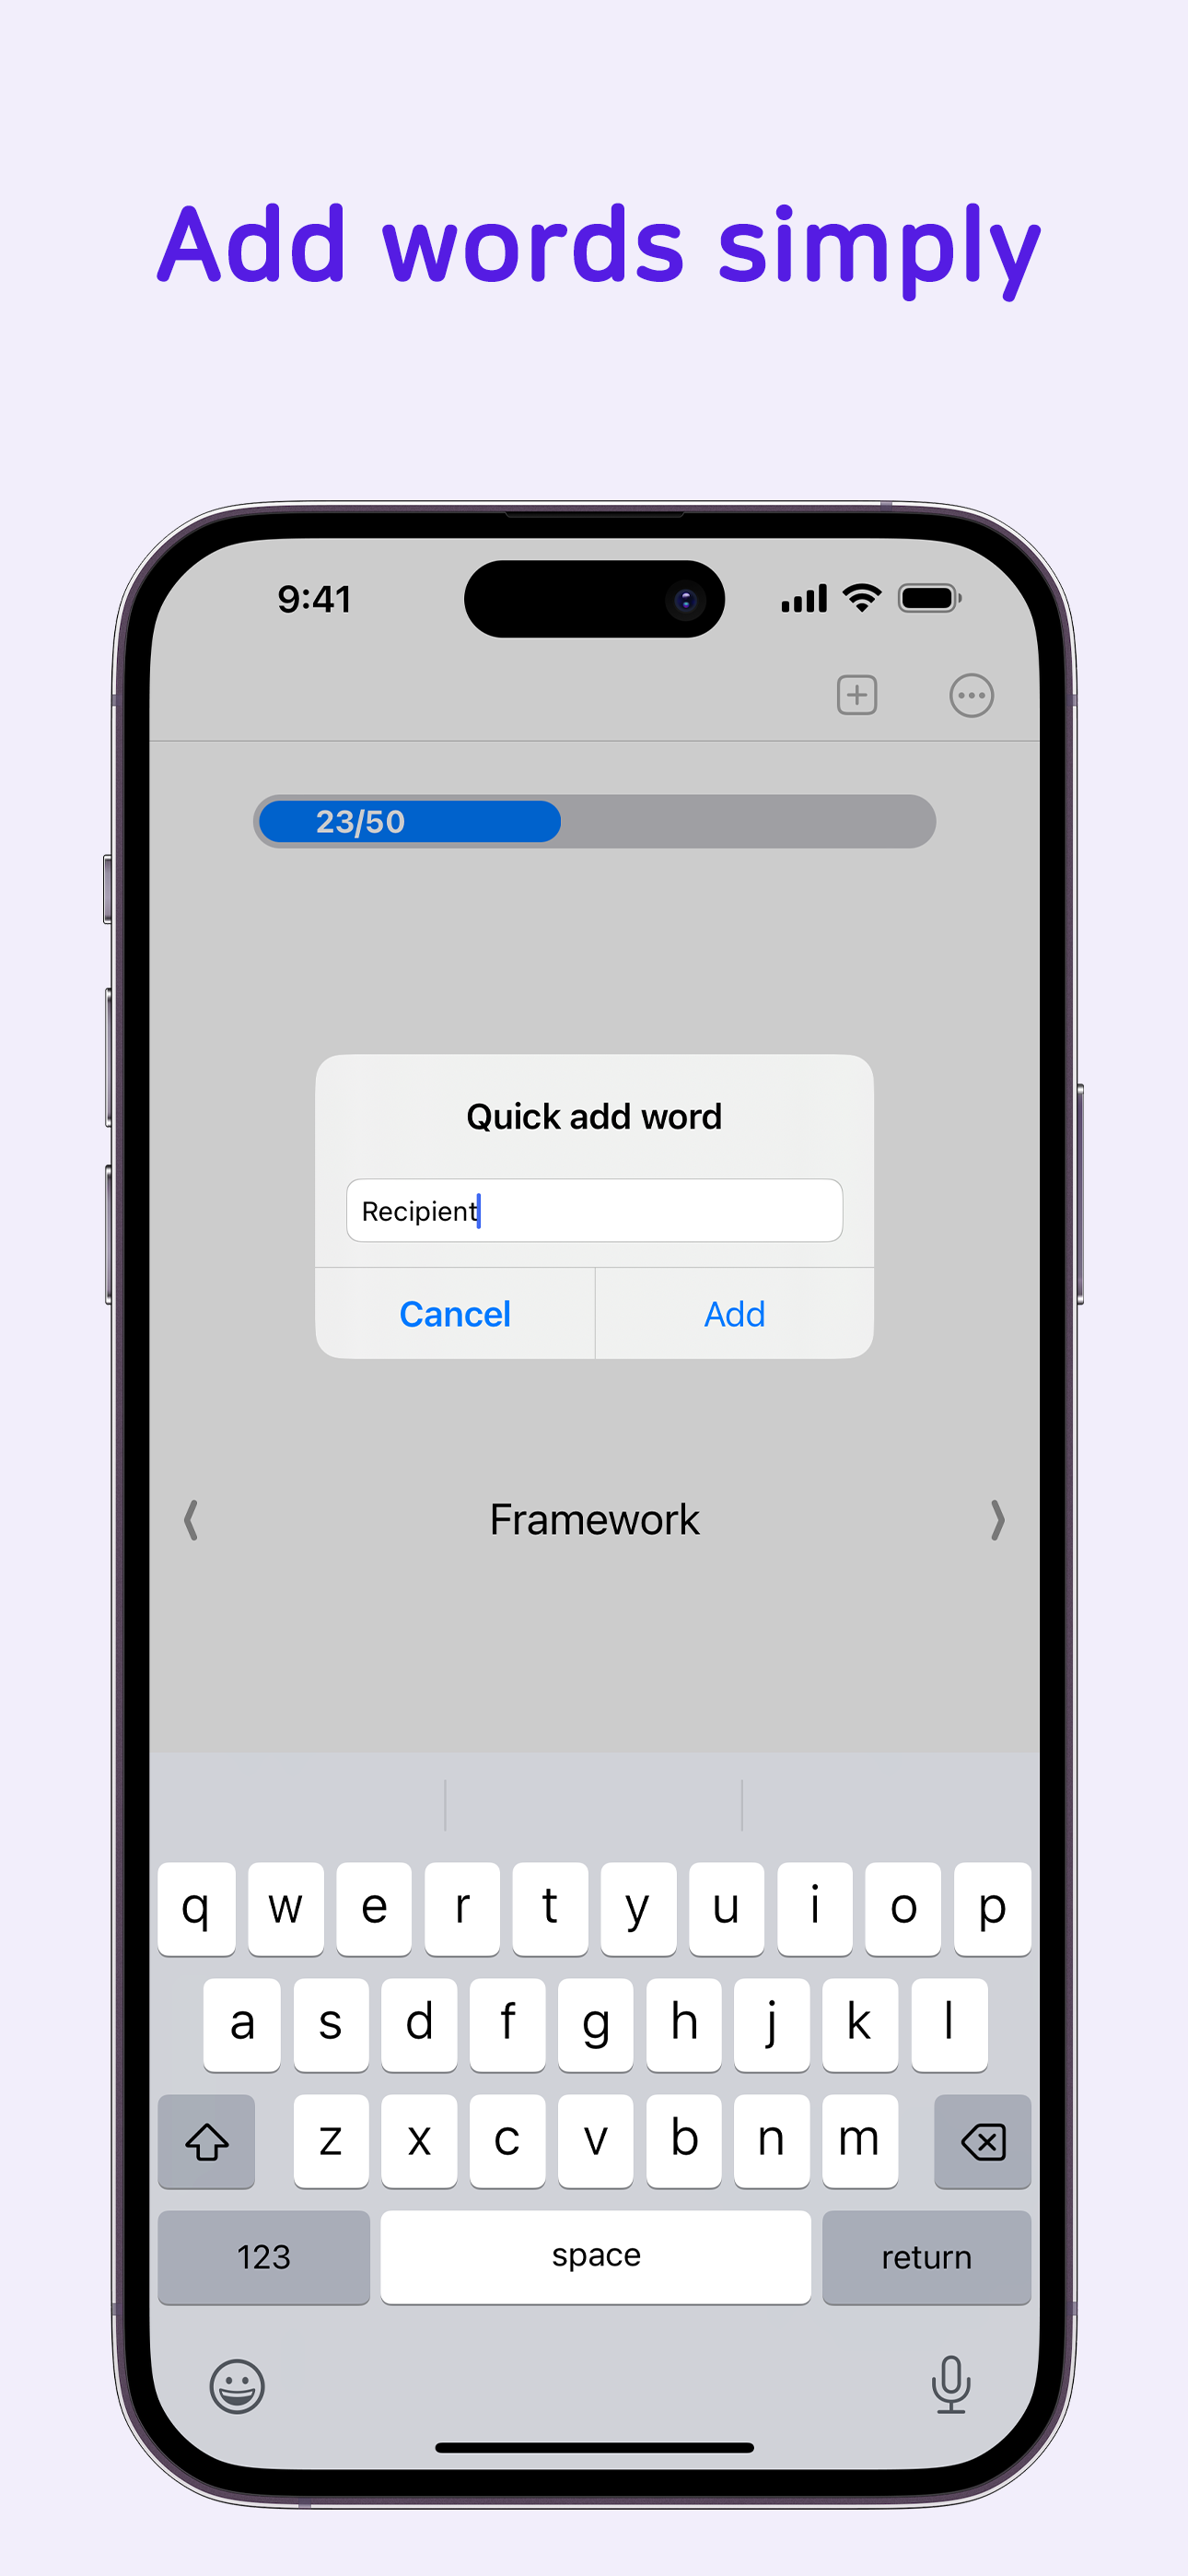 Add words simply
9:41
23/50
Quick add word
Recipient
Cancel Add
Framework
q w e r t y u i o p
a s d f g h j k l
z x c v b n m
123 space return